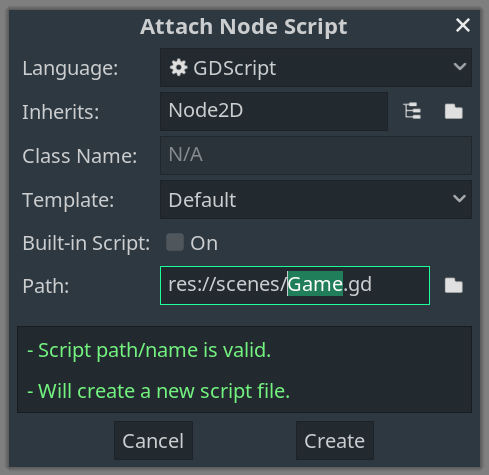 Attach Node Script
Language: GDScript
Inherits: Node2D
Class Name: N/A
Template: Default
Built-in Script: On
Path: res://scenes/Game.gd
- Script path/name is valid.
- Will create a new script file.
Cancel Create